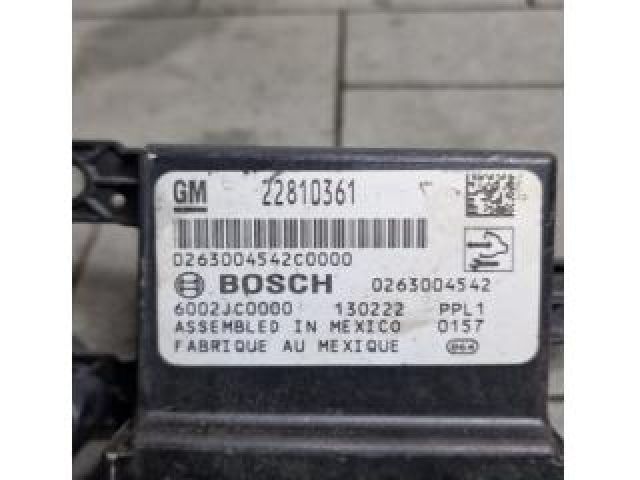 GM 22810361
0263004542C0000
BOSCH 0263004542
6002JC0000 130222 PPL1
ASSEMBLED IN MEXICO 0157
FABRIQUE AU MEXIQUE